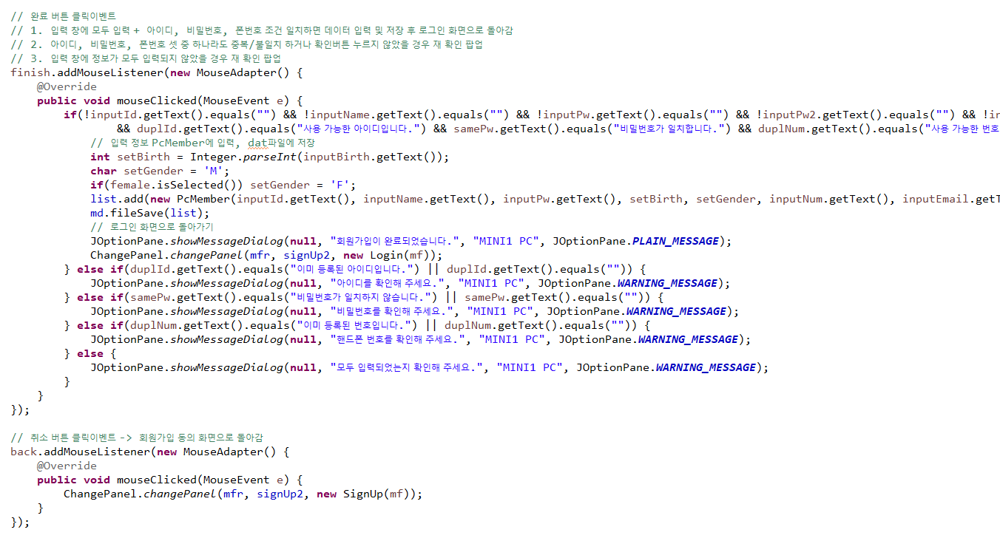 // 완료 버튼 클릭이벤트
// 1. 입력 창에 모두 입력 + 아이디, 비밀번호, 폰번호 조건 일치하면 데이터 입력 및 저장 후 로그인 화면으로 돌아감
// 2. 아이디, 비밀번호, 폰번호 셋 중 하나라도 중복/불일치 하거나 확인버튼 누르지 않았을 경우 재 확인 팝업
// 3. 입력 창에 정보가 모두 입력되지 않았을 경우 재 확인 팝업
finish.addMouseListener(new MouseAdapter() {
@Override
public void mouseClicked(MouseEvent e) {
if(!inputId.getText().equals("") && !inputName.getText().equals("") && !inputPw.getText().equals("") && !inputPw2.getText().equals("") && !in
&& duplId.getText().equals("사용 가능한 아이디입니다.") && samePw.getText().equals("비밀번호가 일치합니다.") && duplNum.getText().equals("사용 가능한 번호
// 입력 정보 PcMember에 입력, dat파일에 저장
int setBirth = Integer.parseInt(inputBirth.getText());
char setGender = 'M';
if(female.isSelected()) setGender = 'F';
list.add(new PcMember(inputId.getText(), inputName.getText(), inputPw.getText(), setBirth, setGender, inputNum.getText(), inputEmail.getT
md.fileSave(list);
// 로그인 화면으로 돌아가기
JOptionPane.showMessageDialog(null, "회원가입이 완료되었습니다.", "MINI1 PC", JOptionPane.PLAIN_MESSAGE);
ChangePanel.changePanel(mfr, signUp2, new Login(mf));
} else if(duplId.getText().equals("이미 등록된 아이디입니다.") || duplId.getText().equals("")) {
JOptionPane.showMessageDialog(null, "아이디를 확인해 주세요.", "MINI1 PC", JOptionPane.WARNING_MESSAGE);
} else if(samePw.getText().equals("비밀번호가 일치하지 않습니다.") || samePw.getText().equals("")) {
JOptionPane.showMessageDialog(null, "비밀번호를 확인해 주세요.", "MINI1 PC", JOptionPane.WARNING_MESSAGE);
} else if(duplNum.getText().equals("이미 등록된 번호입니다.") || duplNum.getText().equals("")) {
JOptionPane.showMessageDialog(null, "핸드폰 번호를 확인해 주세요.", "MINI1 PC", JOptionPane.WARNING_MESSAGE);
} else {
JOptionPane.showMessageDialog(null, "모두 입력되었는지 확인해 주세요.", "MINI1 PC", JOptionPane.WARNING_MESSAGE);
}
}
});
// 취소 버튼 클릭이벤트 -> 회원가입 동의 화면으로 돌아감
back.addMouseListener(new MouseAdapter() {
@Override
public void mouseClicked(MouseEvent e) {
ChangePanel.changePanel(mfr, signUp2, new SignUp(mf));
}
});